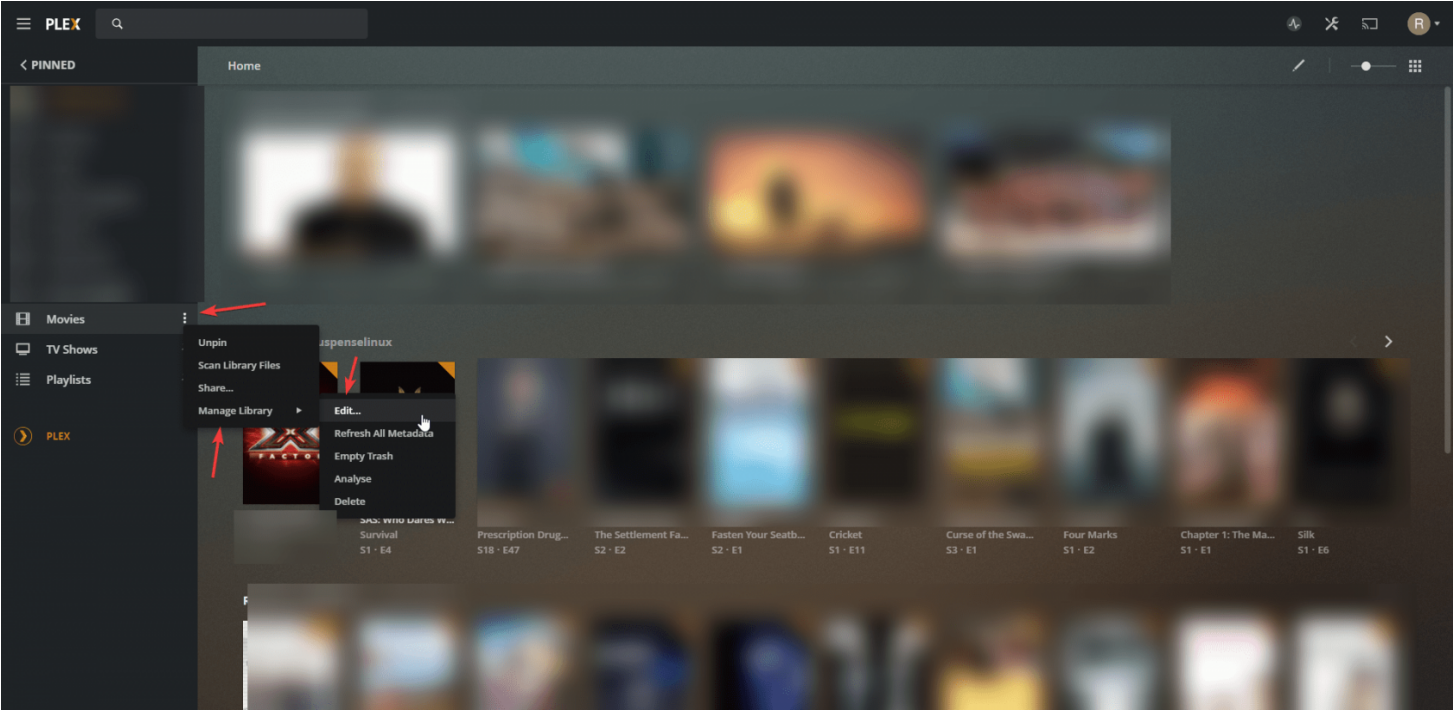 PLEX
R
PINNED
Home
Movies
TV Shows
Playlists
PLEX
Unpin
Scan Library Files
Share...
Manage Library
Edit...
Refresh All Metadata
Empty Trash
Analyse
Delete
uspenselinux
X
FACTO
SAS: Who Dares W...
Survival
S1 · E4
Prescription Drug...
S18 · E47
The Settlement Fa...
S2 · E2
Fasten Your Seatb...
S2 · E1
Cricket
S1 · E11
Curse of the Swa...
S3 · E1
Four Marks
S1 · E2
Chapter 1: The Ma...
S1 · E1
Silk
S1 · E6